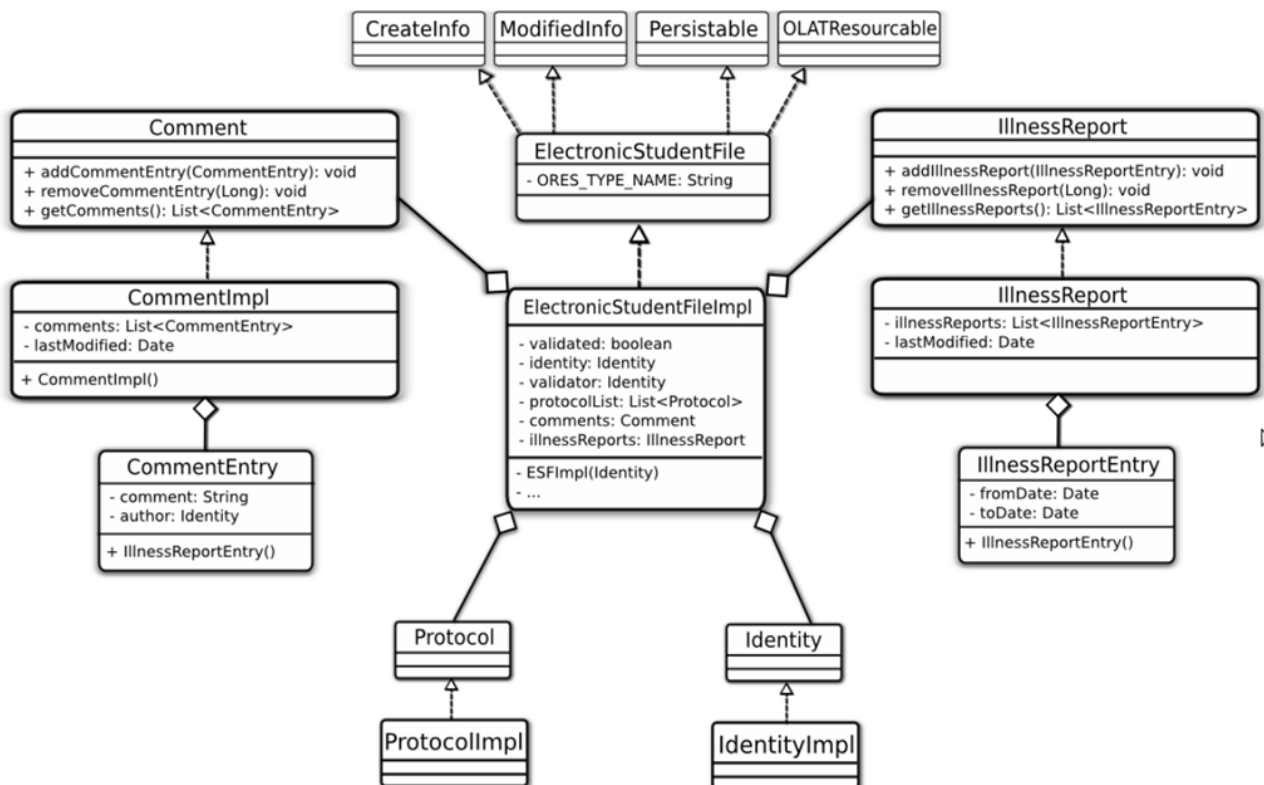 CreateInfo
ModifiedInfo
Persistable
OLATResourcable
Comment
+ addCommentEntry(CommentEntry): void
+ removeCommentEntry(Long): void
+ getComments(): List<CommentEntry>
ElectronicStudentFile
- ORES_TYPE_NAME: String
IllnessReport
+ addIllnessReport(IllnessReportEntry): void
+ removeIllnessReport(Long): void
+ getIllnessReports(): List<IllnessReportEntry>
CommentImpl
- comments: List<CommentEntry>
- lastModified: Date
+ CommentImpl()
ElectronicStudentFileImpl
- validated: boolean
- identity: Identity
- validator: Identity
- protocolList: List<Protocol>
- comments: Comment
- illnessReports: IllnessReport
- ESFImpl(Identity)
- ...
IllnessReport
- illnessReports: List<IllnessReportEntry>
- lastModified: Date
CommentEntry
- comment: String
- author: Identity
+ IllnessReportEntry()
IllnessReportEntry
- fromDate: Date
- toDate: Date
+ IllnessReportEntry()
Protocol
Identity
ProtocolImpl
IdentityImpl